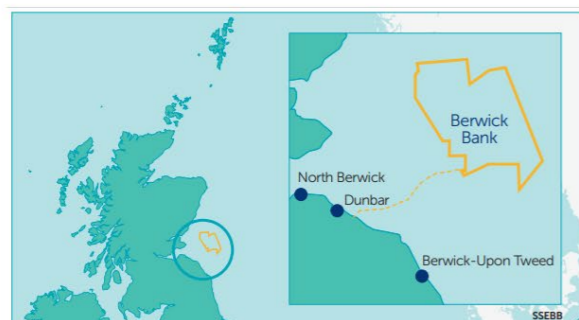 Berwick
Bank
North Berwick
Dunbar
Berwick-Upon Tweed
SSEBB